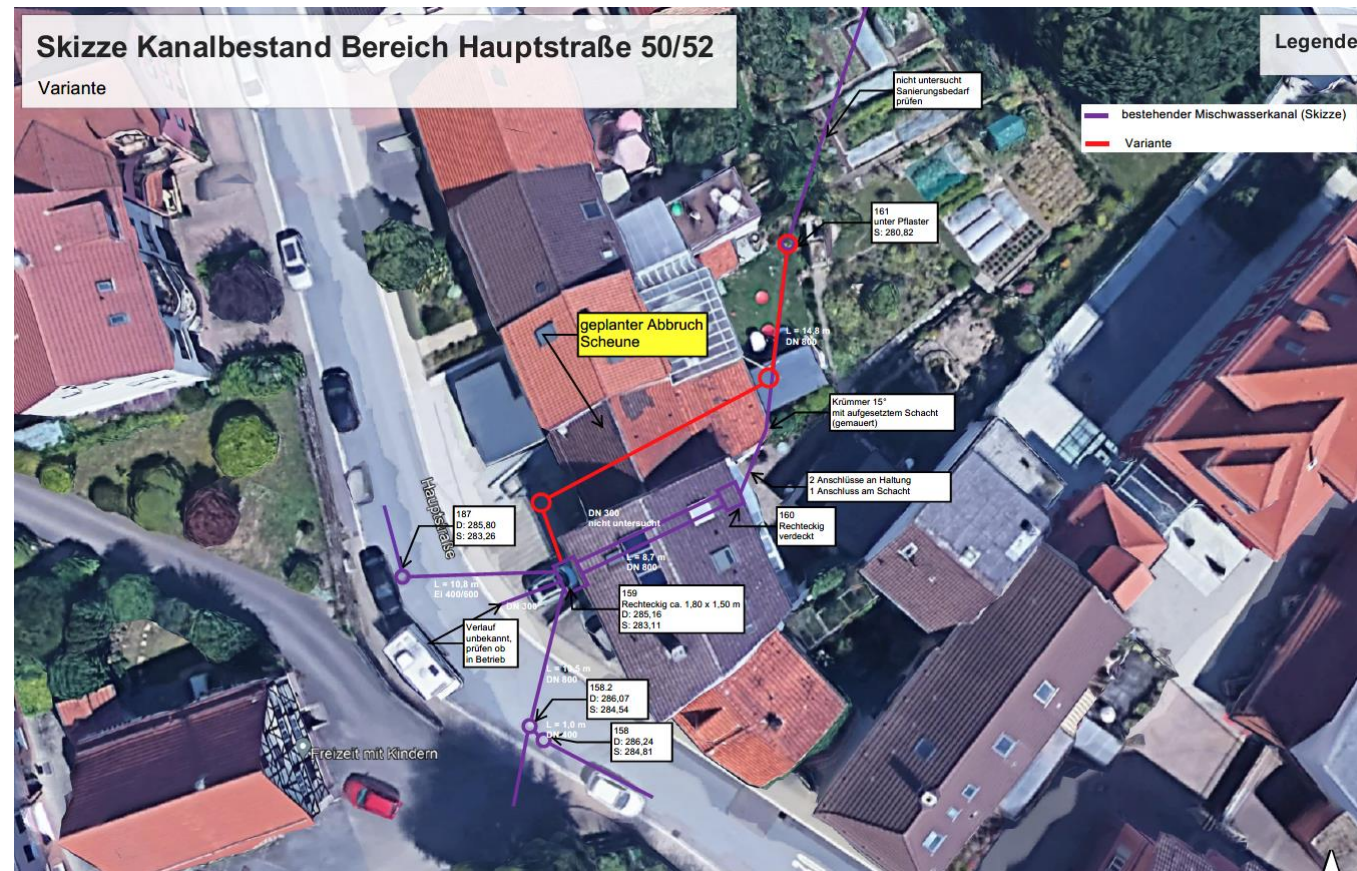 Skizze Kanalbestand Bereich Hauptstraße 50/52
Variante
Legende
bestehender Mischwasserkanal (Skizze)
Variante
nicht untersucht
Sanierungsbedarf
prüfen
161
unter Pflaster
S: 280,82
geplanter Abbruch
Scheune
L = 14,8 m
DN 800
Krümmer 15°
mit aufgesetztem Schacht
(gemauert)
2 Anschlüsse an Haltung
1 Anschluss am Schacht
160
Rechteckig
verdeckt
Hauptstraße
187
D: 285,80
S: 283,26
DN 300
nicht untersucht
L = 8,7 m
DN 800
L = 10,8 m
EI 400/600
DN 300
159
Rechteckig ca. 1,80 x 1,50 m
D: 285,16
S: 283,11
Verlauf
unbekannt,
prüfen ob
in Betrieb
DN 800
158.2
D: 286,07
S: 284,54
L = 1,0 m
DN 400
158
D: 286,24
S: 284,81
Freizeit mit Kindern